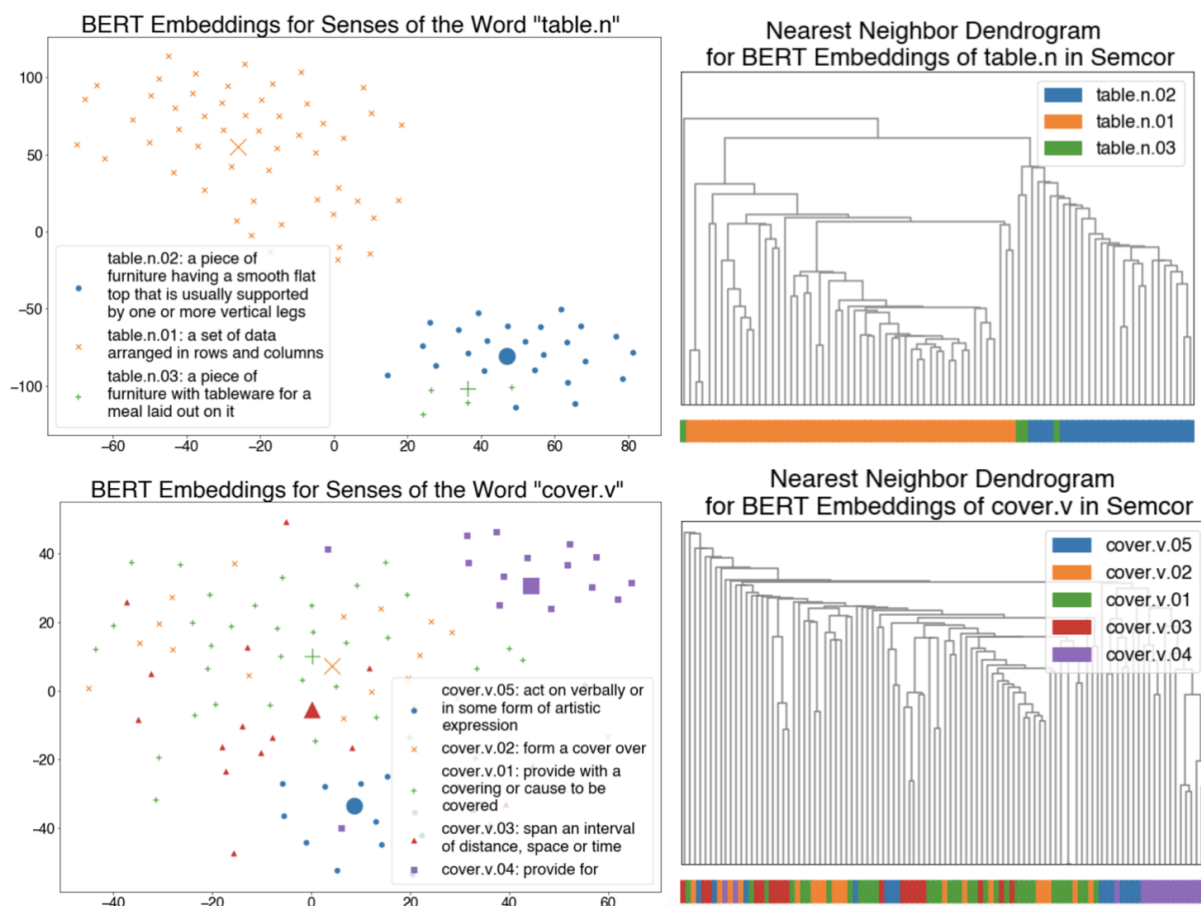 BERT Embeddings for Senses of the Word "table.n"
100
50
0
−50
−100
−60
−40
−20
0
20
40
60
80
table.n.02: a piece of
furniture having a smooth flat
top that is usually supported
by one or more vertical legs
table.n.01: a set of data
arranged in rows and columns
table.n.03: a piece of
furniture with tableware for a
meal laid out on it
Nearest Neighbor Dendrogram
for BERT Embeddings of table.n in Semcor
table.n.02
table.n.01
table.n.03
BERT Embeddings for Senses of the Word "cover.v"
40
20
0
−20
−40
−40
−20
0
20
40
60
cover.v.05: act on verbally or
in some form of artistic
expression
cover.v.02: form a cover over
cover.v.01: provide with a
covering or cause to be
covered
cover.v.03: span an interval
of distance, space or time
cover.v.04: provide for
Nearest Neighbor Dendrogram
for BERT Embeddings of cover.v in Semcor
cover.v.05
cover.v.02
cover.v.01
cover.v.03
cover.v.04